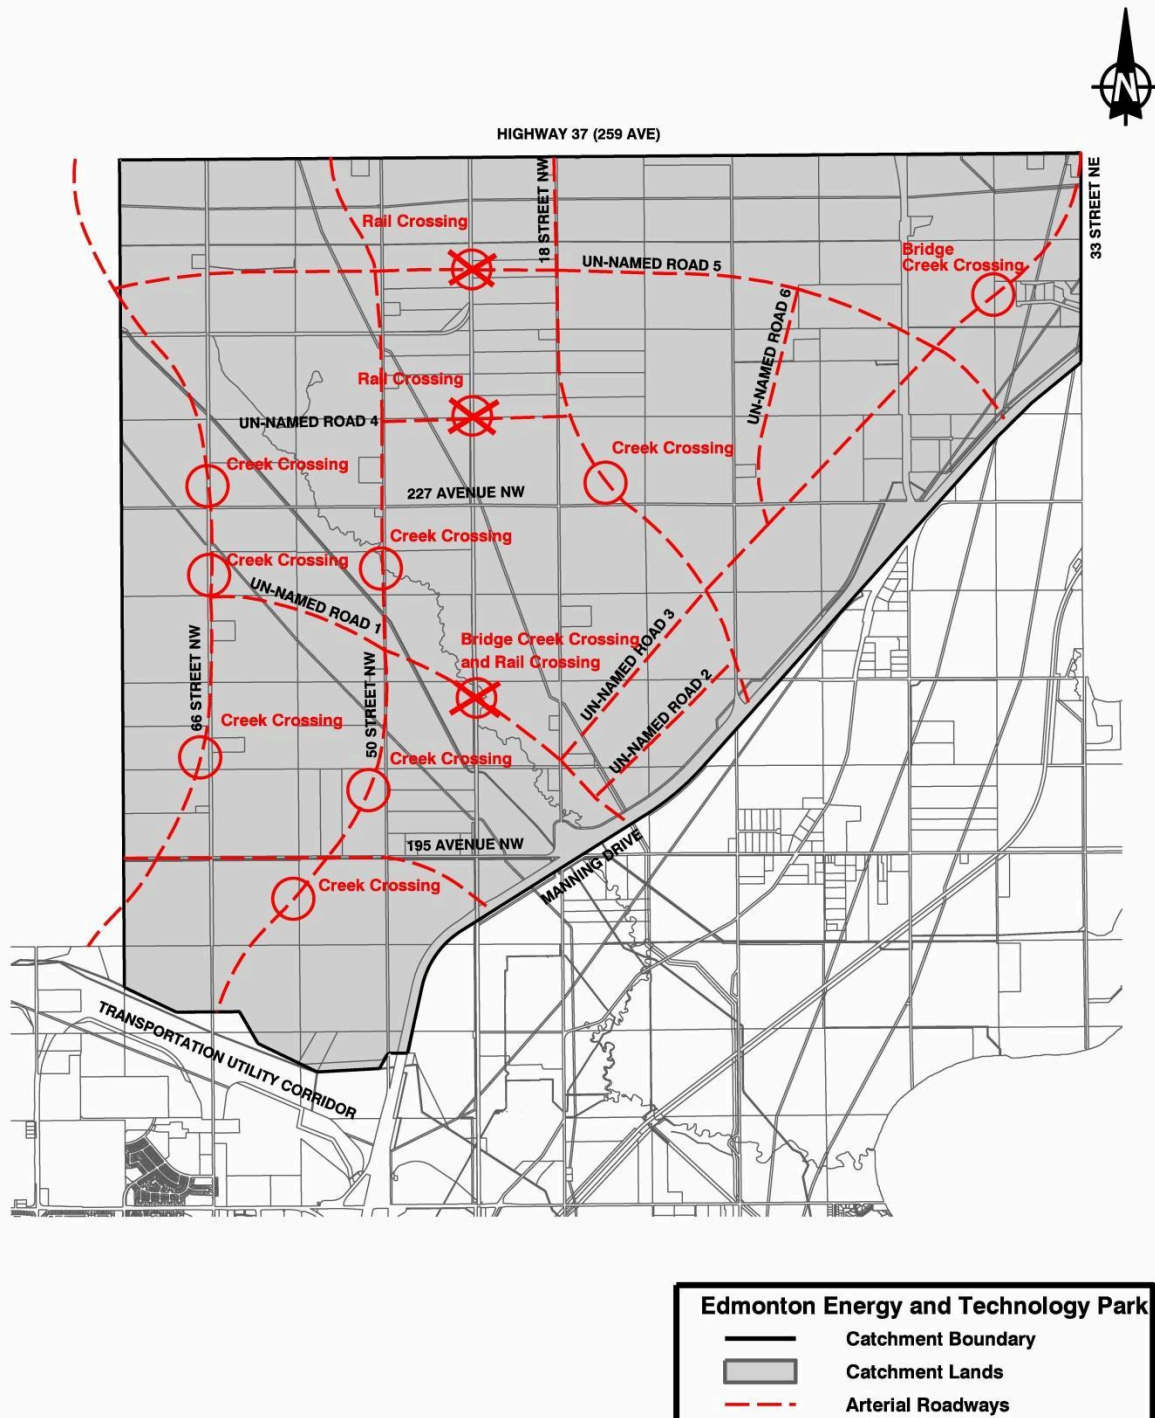 N
HIGHWAY 37 (259 AVE)
18 STREET NW
33 STREET NE
Rail Crossing
Bridge
Creek Crossing
UN-NAMED ROAD 5
UN-NAMED ROAD 6
Rail Crossing
UN-NAMED ROAD 4
Creek Crossing
Creek Crossing
227 AVENUE NW
Creek Crossing
Creek Crossing
UN-NAMED ROAD 1
Bridge Creek Crossing
and Rail Crossing
UN-NAMED ROAD 3
66 STREET NW
50 STREET NW
UN-NAMED ROAD 2
Creek Crossing
Creek Crossing
195 AVENUE NW
MANNING DRIVE
Creek Crossing
TRANSPORTATION UTILITY CORRIDOR
Edmonton Energy and Technology Park
Catchment Boundary
Catchment Lands
Arterial Roadways